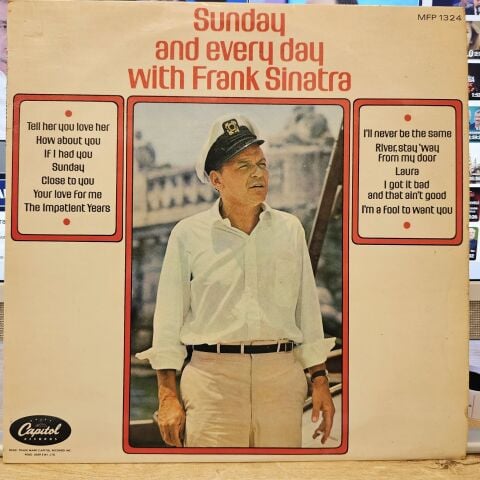 MFP 1324
Sunday
and every day
with Frank Sinatra
Tell her you love her
How about you
If I had you
Sunday
Close to you
Your love for me
The Impatient Years
I'll never be the same
River, stay 'way
from my door
Laura
I got it bad
and that ain't good
I'm a fool to want you
Capitol
RECORDS